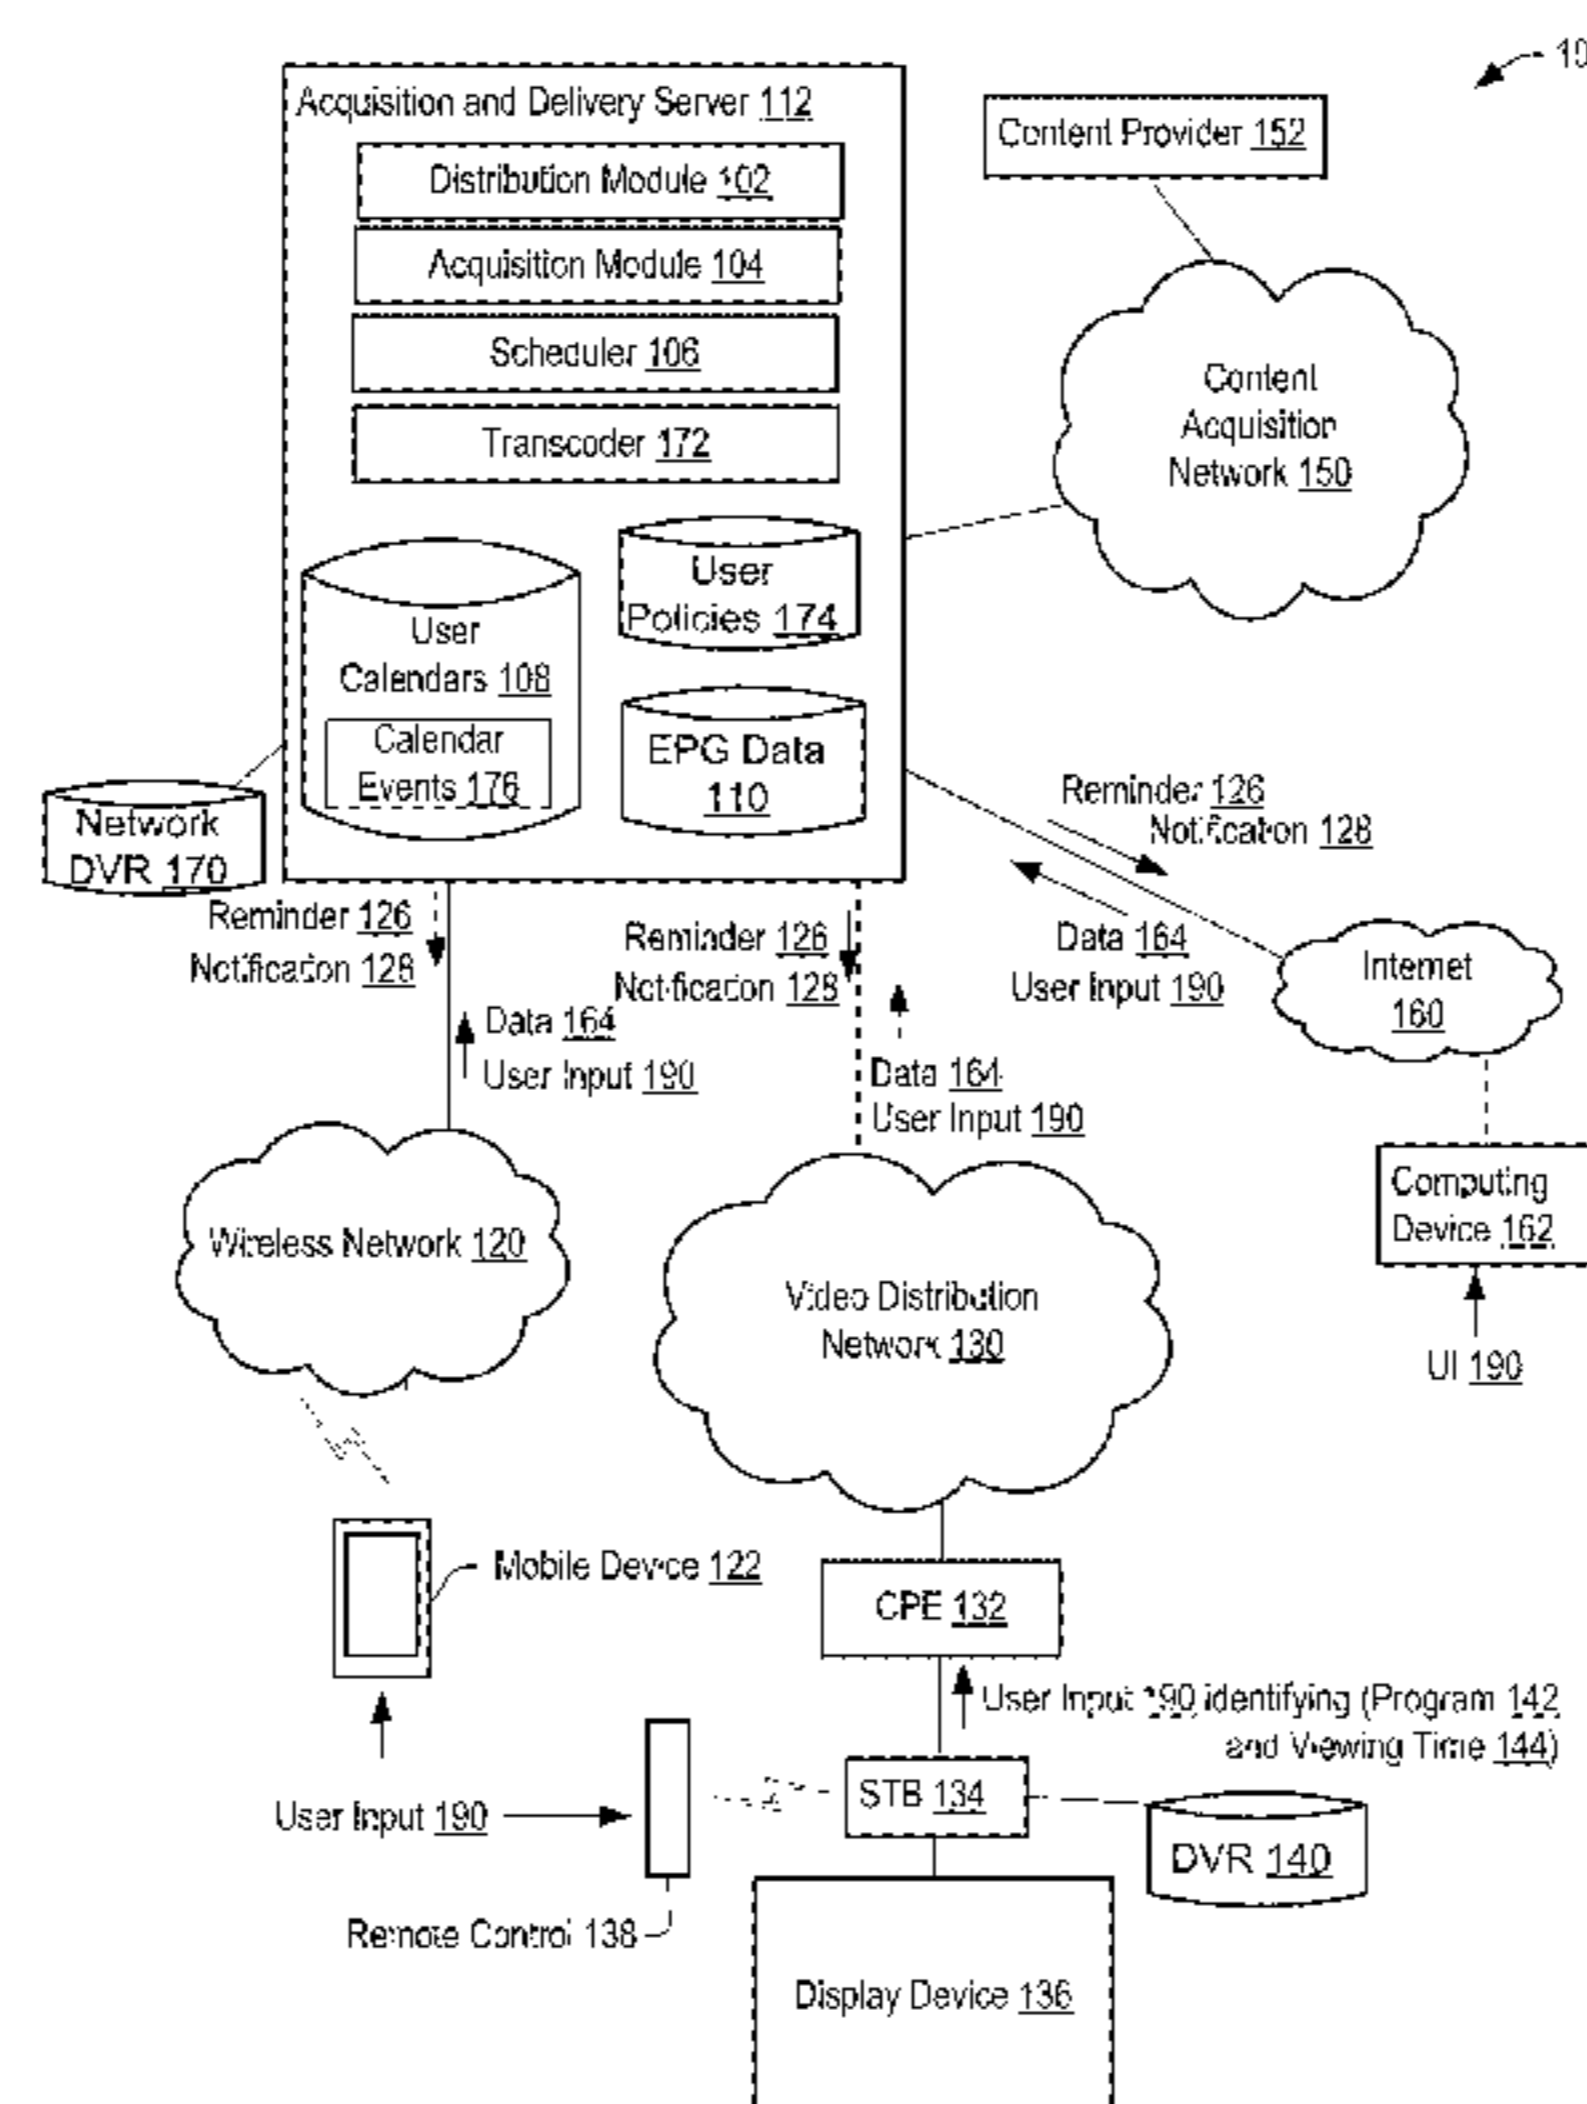 10
Acquisition and Delivery Server 112
Content Provider 152
Distribution Module 102
Acquisition Module 104
Scheduler 106
Transcoder 172
Content
Acquisition
Network 150
User
Policies 174
User
Calendars 108
Calendar
Events 176
EPG Data
110
Network
DVR 170
Reminder 126
Notification 128
Reminder 126
Notification 128
Reminder 126
Notification 128
Data 164
User Input 190
Internet
160
Data 164
User Input 190
Data 164
User Input 190
Computing
Device 162
UI 190
Wireless Network 120
Video Distribution
Network 130
Mobile Device 122
CPE 132
User Input 190 identifying (Program 142
and Viewing Time 144)
STB 134
User Input 190
DVR 140
Remote Control 138
Display Device 136